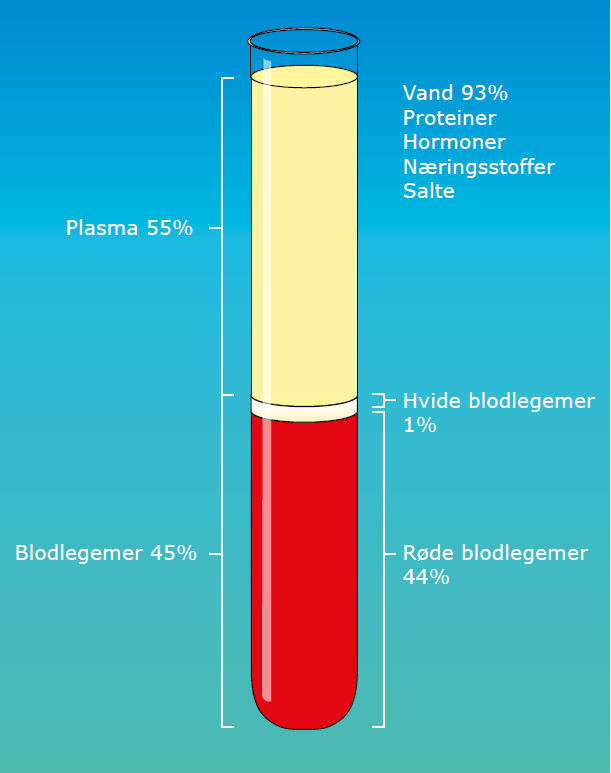 Vand 93%
Proteiner
Hormoner
Næringsstoffer
Salte
Plasma 55%
Hvide blodlegemer
1%
Blodlegemer 45%
Røde blodlegemer
44%